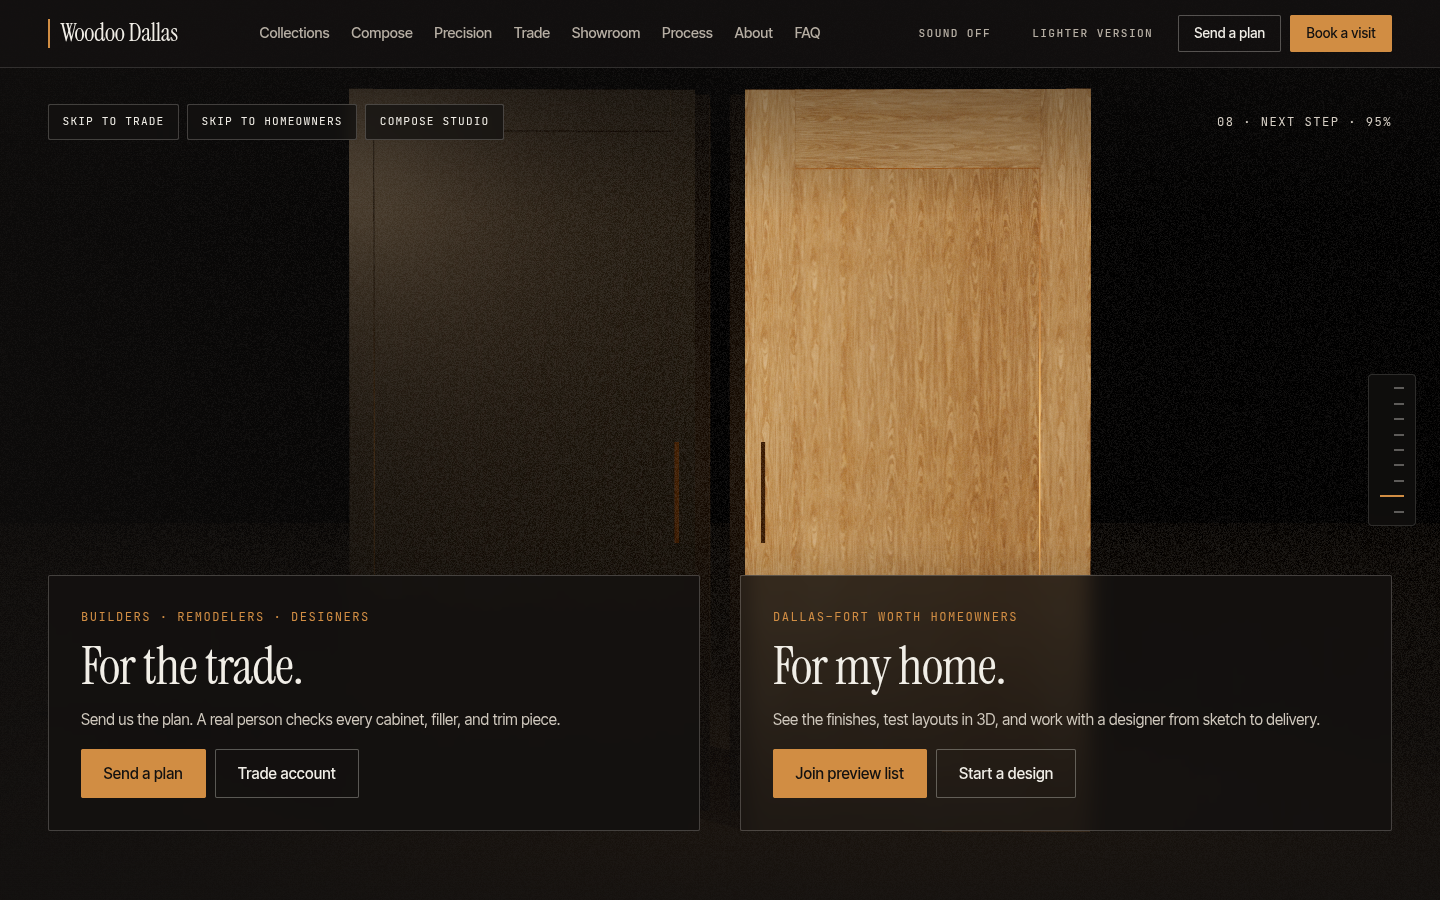 Woodoo Dallas
Collections Compose Precision Trade Showroom Process About FAQ
SOUND OFF LIGHTER VERSION
Send a plan Book a visit
SKIP TO TRADE SKIP TO HOMEOWNERS COMPOSE STUDIO
08 · NEXT STEP · 95%
BUILDERS · REMODELERS · DESIGNERS
For the trade.
Send us the plan. A real person checks every cabinet, filler, and trim piece.
Send a plan Trade account
DALLAS–FORT WORTH HOMEOWNERS
For my home.
See the finishes, test layouts in 3D, and work with a designer from sketch to delivery.
Join preview list Start a design